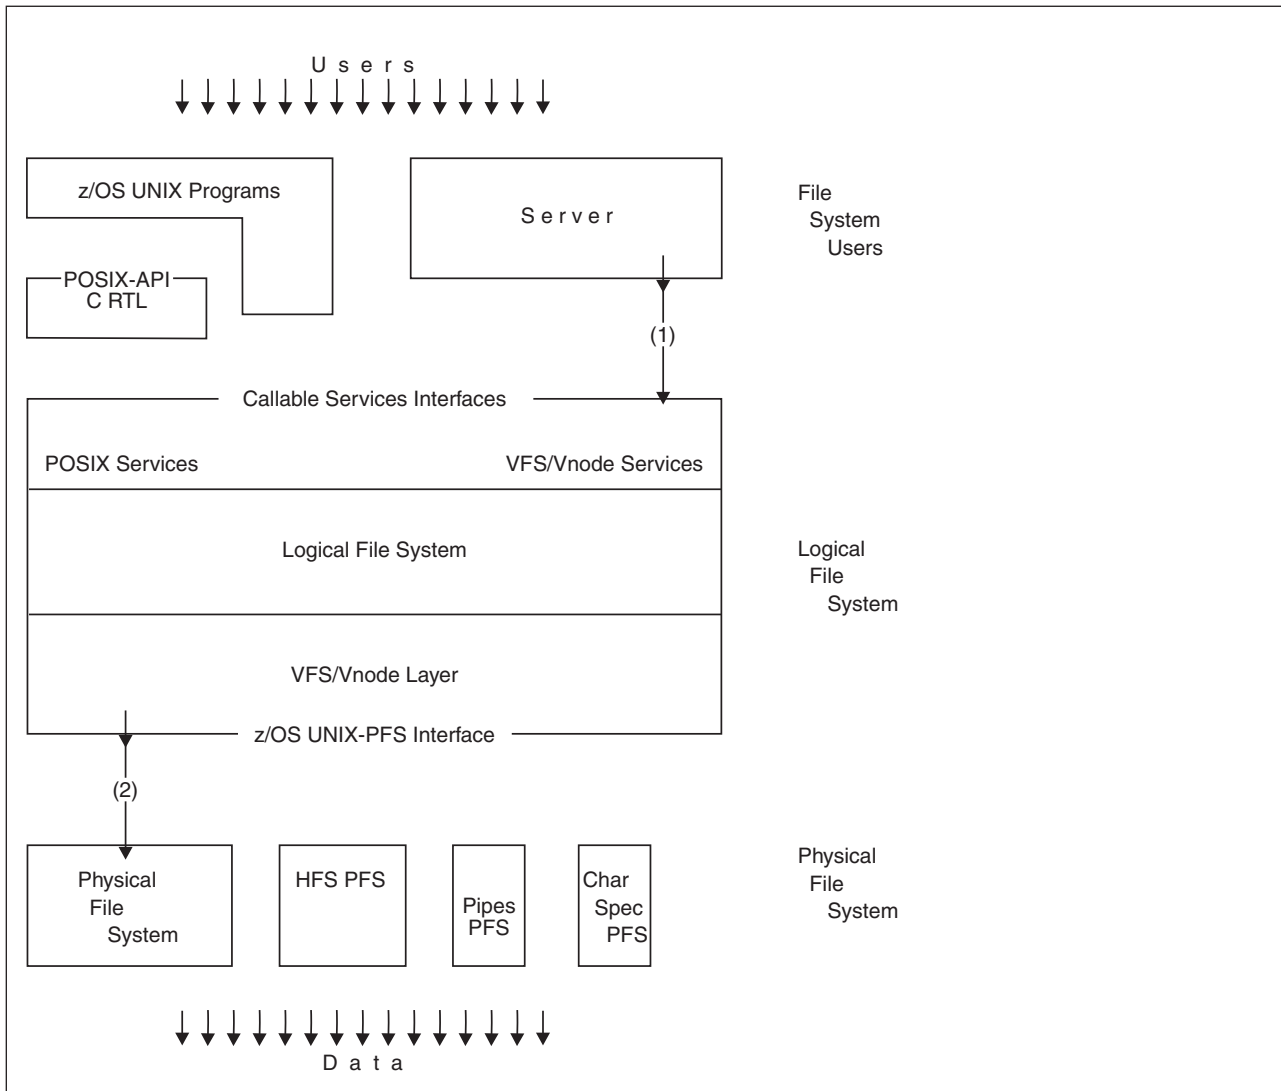 U s e r s
z/OS UNIX Programs
S e r v e r
File
System
Users
POSIX-API
C RTL
(1)
Callable Services Interfaces
POSIX Services
VFS/Vnode Services
Logical File System
Logical
File
System
VFS/Vnode Layer
z/OS UNIX-PFS Interface
(2)
Physical
File
System
HFS PFS
Pipes
PFS
Char
Spec
PFS
Physical
File
System
D a t a